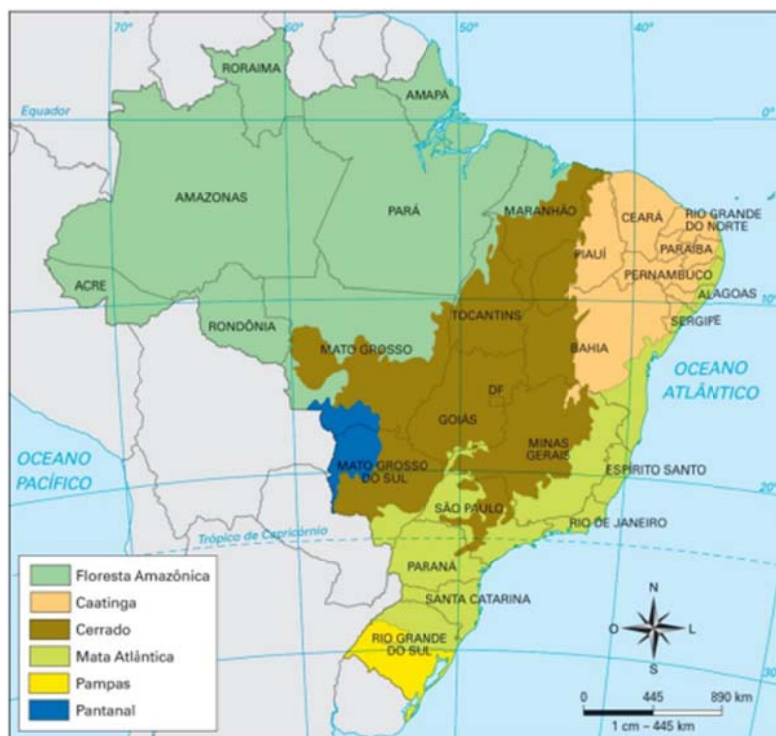 70°
60°
50°
40°
RORAIMA
AMAPÁ
Equador
0°
AMAZONAS
PARÁ
MARANHÃO
CEARÁ
RIO GRANDE
DO NORTE
PIAUÍ
PARAÍBA
PERNAMBUCO
ACRE
ALAGOAS
10°
TOCANTINS
SERGIPE
RONDÔNIA
MATO GROSSO
BAHIA
OCEANO
ATLÂNTICO
DF
GOIÁS
MINAS
GERAIS
OCEANO
PACÍFICO
MATO GROSSO
DO SUL
ESPÍRITO SANTO
20°
SÃO PAULO
RIO DE JANEIRO
Trópico de Capricórnio
PARANÁ
SANTA CATARINA
RIO GRANDE
DO SUL
30°
Floresta Amazônica
Caatinga
Cerrado
Mata Atlântica
Pampas
Pantanal
N
O
L
S
0 445 890 km
1 cm – 445 km